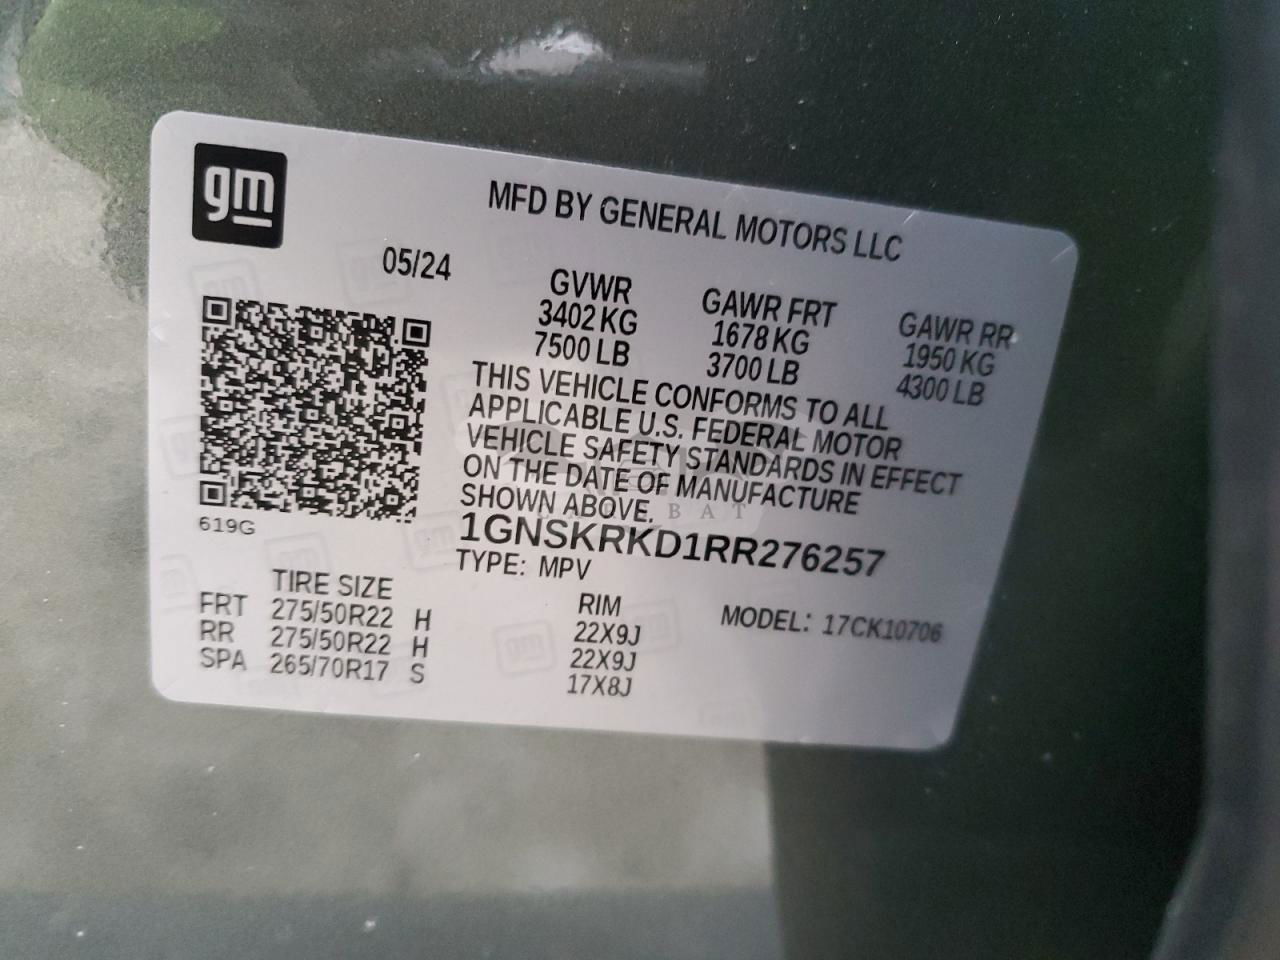 gm
MFD BY GENERAL MOTORS LLC
05/24
GVWR GAWR FRT GAWR RR
3402 KG 1678 KG 1950 KG
7500 LB 3700 LB 4300 LB
THIS VEHICLE CONFORMS TO ALL
APPLICABLE U.S. FEDERAL MOTOR
VEHICLE SAFETY STANDARDS IN EFFECT
ON THE DATE OF MANUFACTURE
SHOWN ABOVE.
619G
1GNSKRKD1RR276257
TYPE: MPV
MODEL: 17CK10706
TIRE SIZE RIM
FRT 275/50R22 H 22X9J
RR 275/50R22 H 22X9J
SPA 265/70R17 S 17X8J